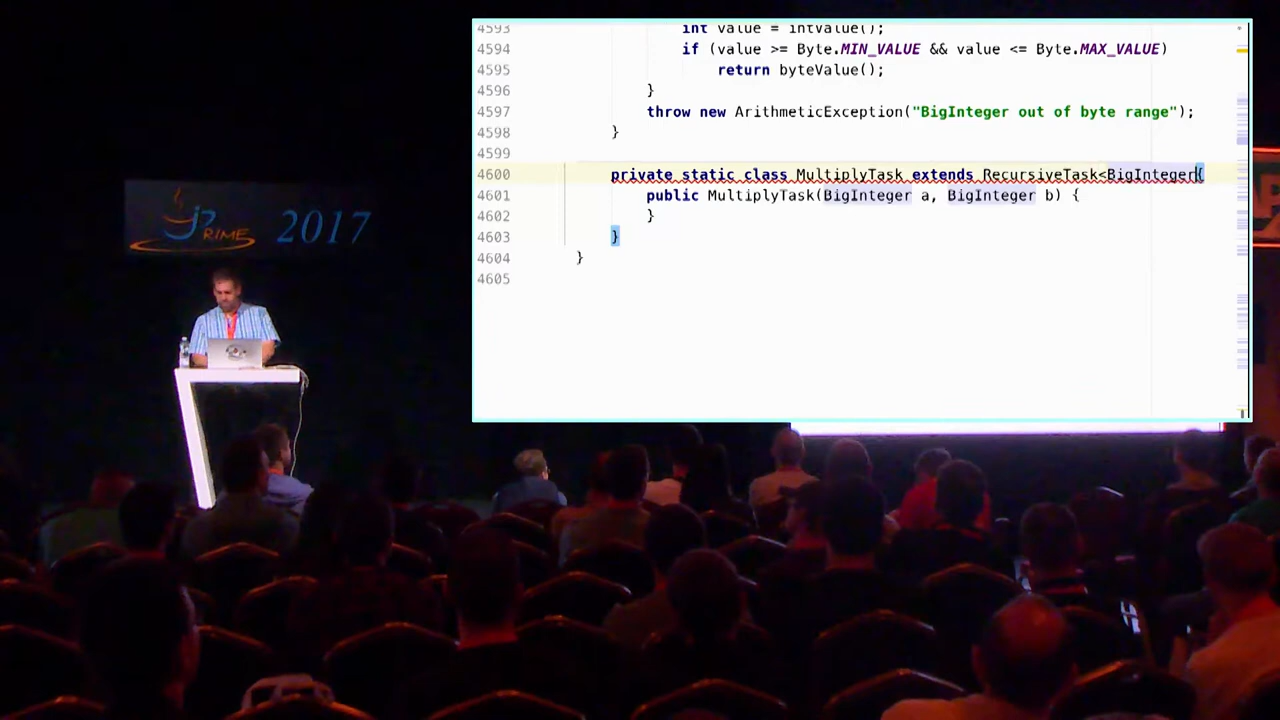 4593 int value = intValue();
4594 if (value >= Byte.MIN_VALUE && value <= Byte.MAX_VALUE)
4595 return byteValue();
4596 }
4597 throw new ArithmeticException("BigInteger out of byte range");
4598 }
4599
4600 private static class MultiplyTask extends RecursiveTask<BigInteger{
4601 public MultiplyTask(BigInteger a, BigInteger b) {
4602 }
4603 }
4604 }
4605
JPRIME 2017